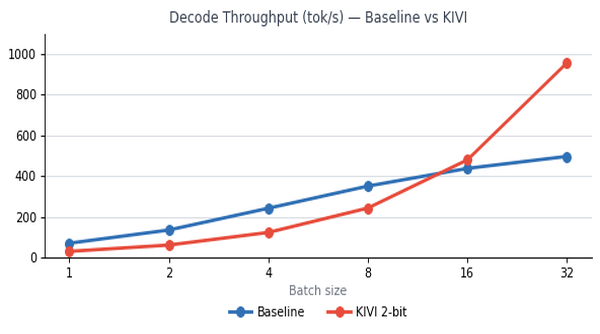 Decode Throughput (tok/s) — Baseline vs KIVI
1000
800
600
400
200
0
1 2 4 8 16 32
Batch size
Baseline KIVI 2-bit